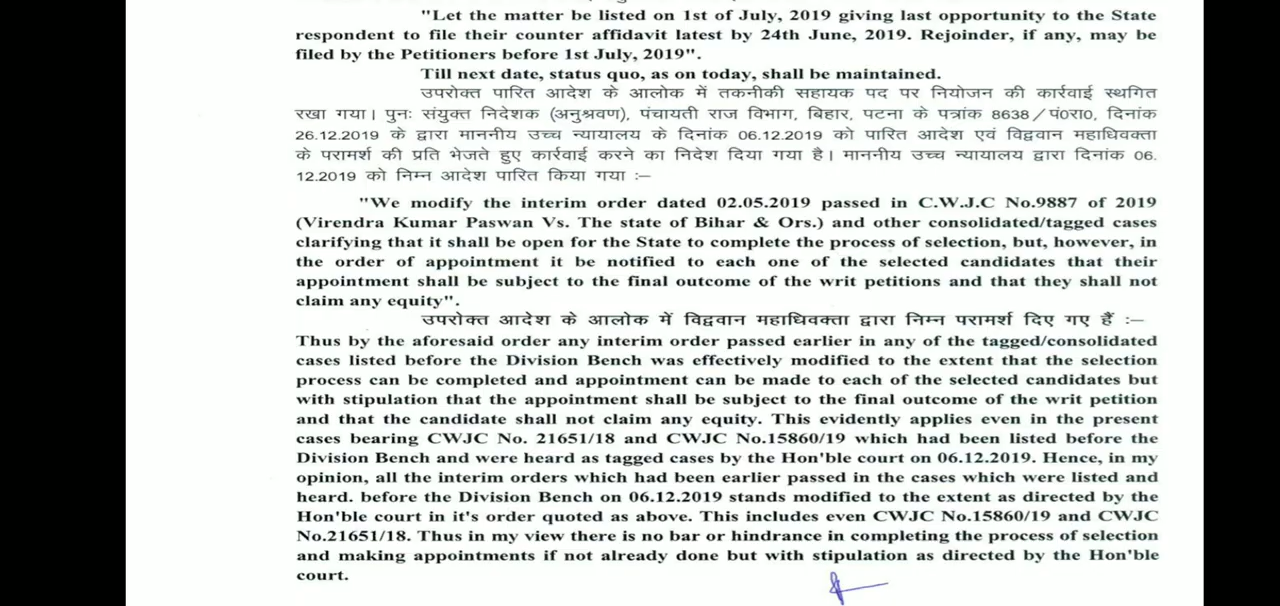 "Let the matter be listed on 1st of July, 2019 giving last opportunity to the State
respondent to file their counter affidavit latest by 24th June, 2019. Rejoinder, if any, may be
filed by the Petitioners before 1st July, 2019".
Till next date, status quo, as on today, shall be maintained.
उपरोक्त पारित आदेश के आलोक में तकनीकी सहायक पद पर नियोजन की कार्रवाई स्थगित
रखा गया। पुनः संयुक्त निदेशक (अनुश्रवण), पंचायती राज विभाग, बिहार, पटना के पत्रांक 8638/पं०रा0, दिनांक
26.12.2019 के द्वारा माननीय उच्च न्यायालय के दिनांक 06.12.2019 को पारित आदेश एवं विद्ववान महाधिवक्ता
के परामर्श की प्रति भेजते हुए कार्रवाई करने का निदेश दिया गया है। माननीय उच्च न्यायालय द्वारा दिनांक 06.
12.2019 को निम्न आदेश पारित किया गया :–
"We modify the interim order dated 02.05.2019 passed in C.W.J.C No.9887 of 2019
(Virendra Kumar Paswan Vs. The state of Bihar & Ors.) and other consolidated/tagged cases
clarifying that it shall be open for the State to complete the process of selection, but, however, in
the order of appointment it be notified to each one of the selected candidates that their
appointment shall be subject to the final outcome of the writ petitions and that they shall not
claim any equity".
उपरोक्त आदेश के आलोक में विद्ववान महाधिवक्ता द्वारा निम्न परामर्श दिए गए हैं :–
Thus by the aforesaid order any interim order passed earlier in any of the tagged/consolidated
cases listed before the Division Bench was effectively modified to the extent that the selection
process can be completed and appointment can be made to each of the selected candidates but
with stipulation that the appointment shall be subject to the final outcome of the writ petition
and that the candidate shall not claim any equity. This evidently applies even in the present
cases bearing CWJC No. 21651/18 and CWJC No.15860/19 which had been listed before the
Division Bench and were heard as tagged cases by the Hon'ble court on 06.12.2019. Hence, in my
opinion, all the interim orders which had been earlier passed in the cases which were listed and
heard. before the Division Bench on 06.12.2019 stands modified to the extent as directed by the
Hon'ble court in it's order quoted as above. This includes even CWJC No.15860/19 and CWJC
No.21651/18. Thus in my view there is no bar or hindrance in completing the process of selection
and making appointments if not already done but with stipulation as directed by the Hon'ble
court.